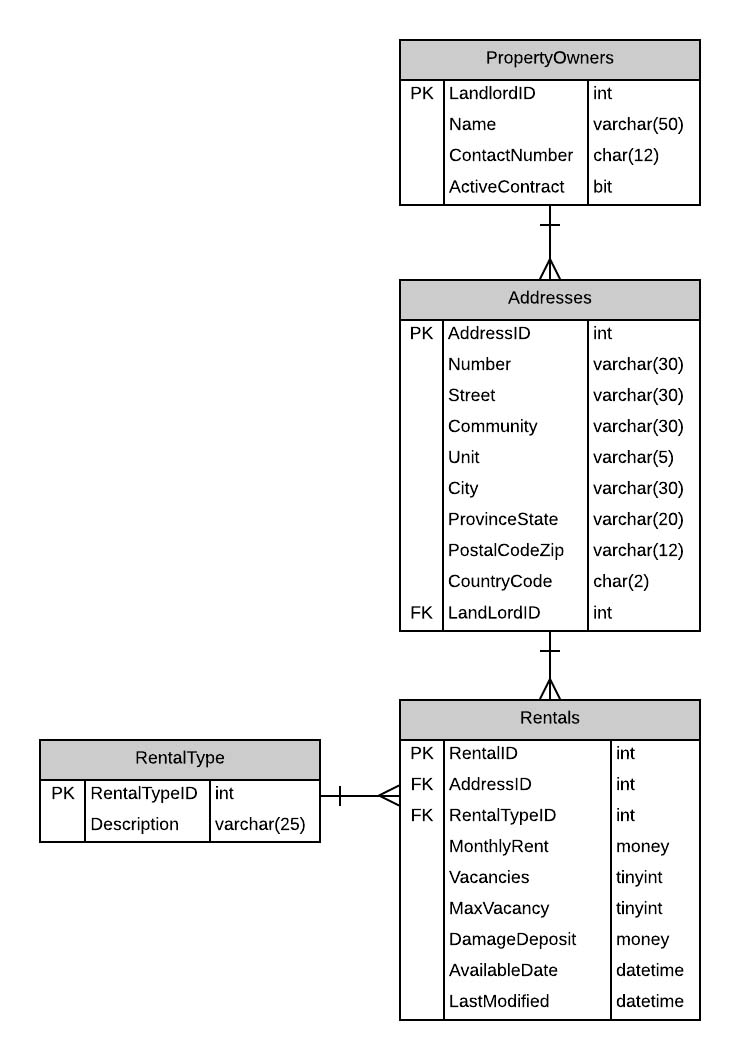 PropertyOwners
PK LandlordID int
Name varchar(50)
ContactNumber char(12)
ActiveContract bit
Addresses
PK AddressID int
Number varchar(30)
Street varchar(30)
Community varchar(30)
Unit varchar(5)
City varchar(30)
ProvinceState varchar(20)
PostalCodeZip varchar(12)
CountryCode char(2)
FK LandLordID int
RentalType
PK RentalTypeID int
Description varchar(25)
Rentals
PK RentalID int
FK AddressID int
FK RentalTypeID int
MonthlyRent money
Vacancies tinyint
MaxVacancy tinyint
DamageDeposit money
AvailableDate datetime
LastModified datetime